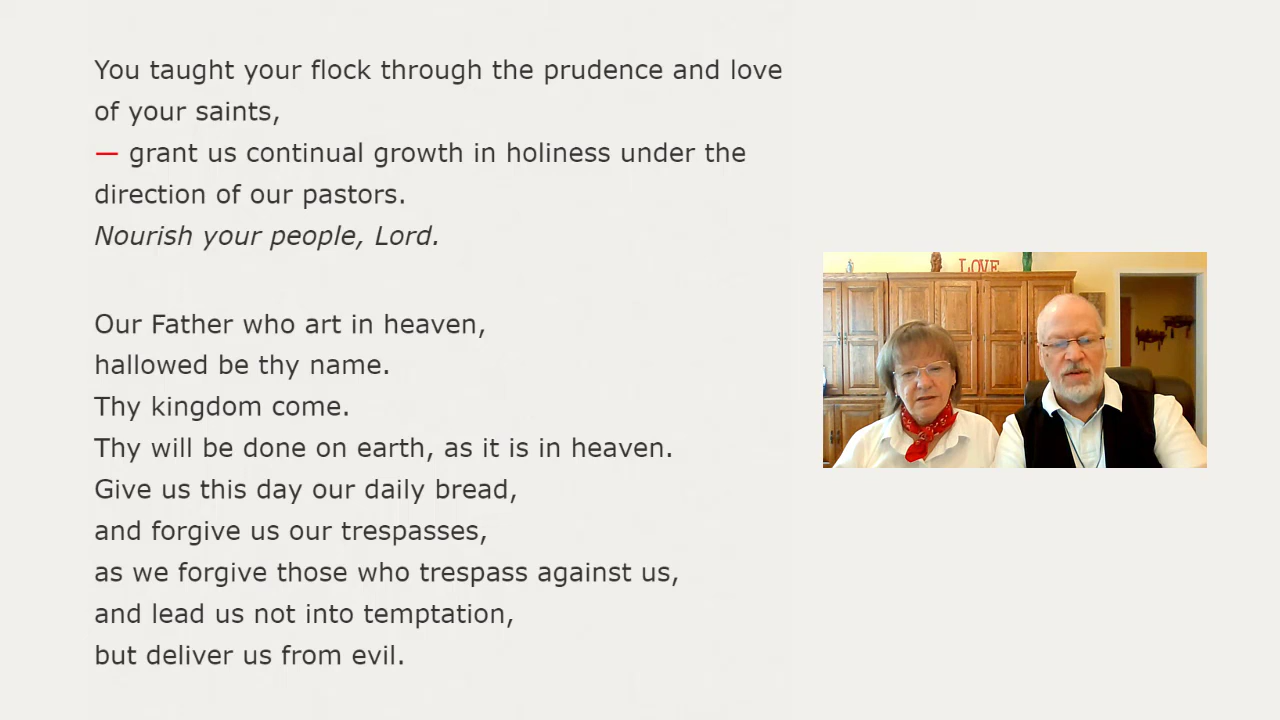 You taught your flock through the prudence and love
of your saints,
— grant us continual growth in holiness under the
direction of our pastors.
Nourish your people, Lord.
Our Father who art in heaven,
hallowed be thy name.
Thy kingdom come.
Thy will be done on earth, as it is in heaven.
Give us this day our daily bread,
and forgive us our trespasses,
as we forgive those who trespass against us,
and lead us not into temptation,
but deliver us from evil.
LOVE